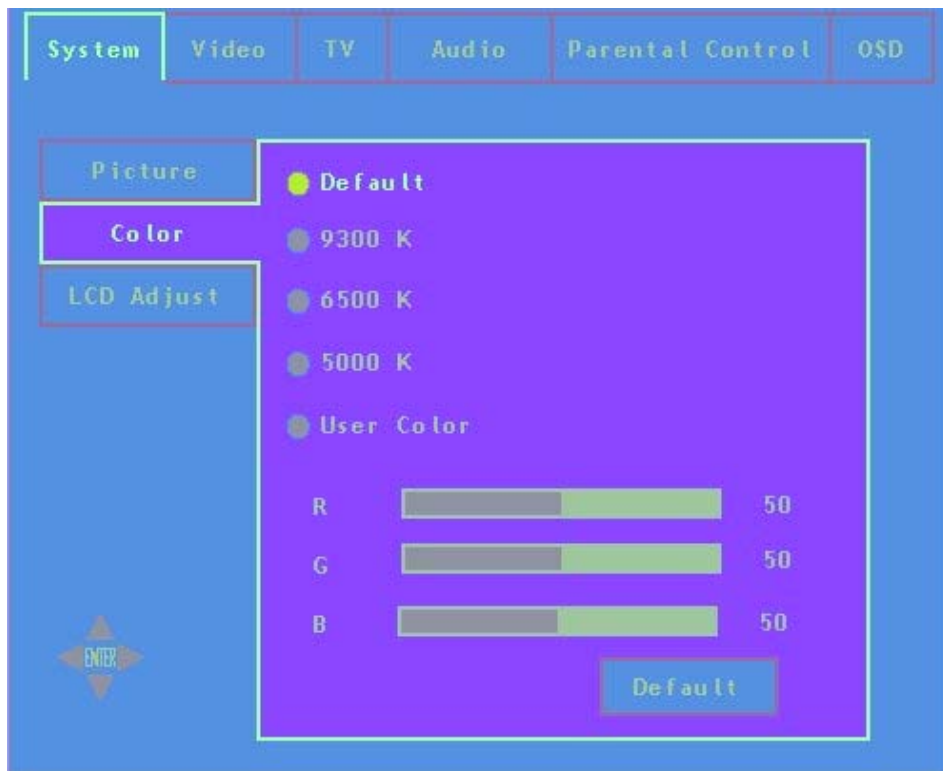 System Video TV Audio Parental Control OSD
Picture
Color
LCD Adjust
Default
9300 K
6500 K
5000 K
User Color
R 50
G 50
B 50
Default
ENTER